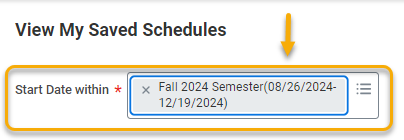 View My Saved Schedules
Start Date within *
× Fall 2024 Semester(08/26/2024-
12/19/2024)